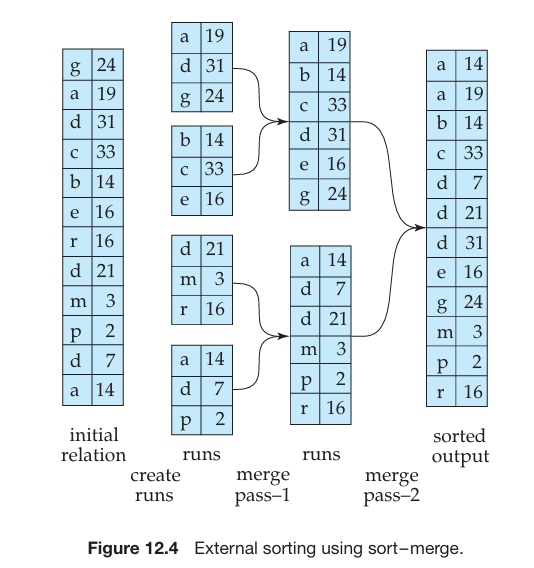 g 24
a 19
d 31
c 33
b 14
e 16
r 16
d 21
m 3
p 2
d 7
a 14
initial
relation
create
runs
a 19
d 31
g 24
b 14
c 33
e 16
d 21
m 3
r 16
a 14
d 7
p 2
runs
merge
pass–1
a 19
b 14
c 33
d 31
e 16
g 24
a 14
d 7
d 21
m 3
p 2
r 16
runs
merge
pass–2
a 14
a 19
b 14
c 33
d 7
d 21
d 31
e 16
g 24
m 3
p 2
r 16
sorted
output
Figure 12.4 External sorting using sort–merge.